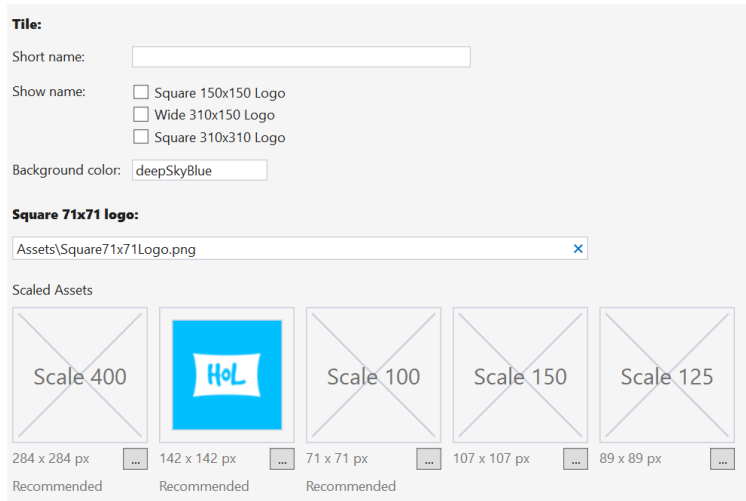 Tile:
Short name:
Show name:
Square 150x150 Logo
Wide 310x150 Logo
Square 310x310 Logo
Background color: deepSkyBlue
Square 71x71 logo:
Assets\Square71x71Logo.png
Scaled Assets
Scale 400 HoL Scale 100 Scale 150 Scale 125
284 x 284 px ... 142 x 142 px ... 71 x 71 px ... 107 x 107 px ... 89 x 89 px ...
Recommended Recommended Recommended